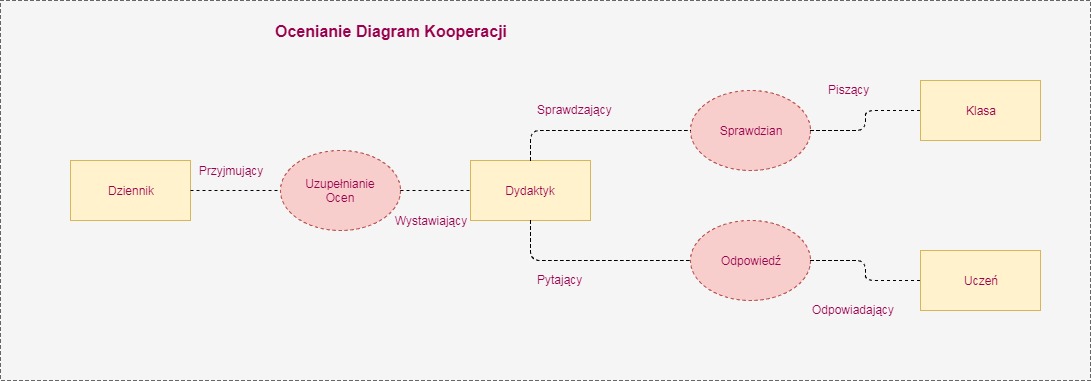 Ocenianie Diagram Kooperacji
Piszący
Sprawdzający
Klasa
Sprawdzian
Przyjmujący
Uzupełnianie
Ocen
Dziennik
Dydaktyk
Wystawiający
Odpowiedź
Pytający
Uczeń
Odpowiadający